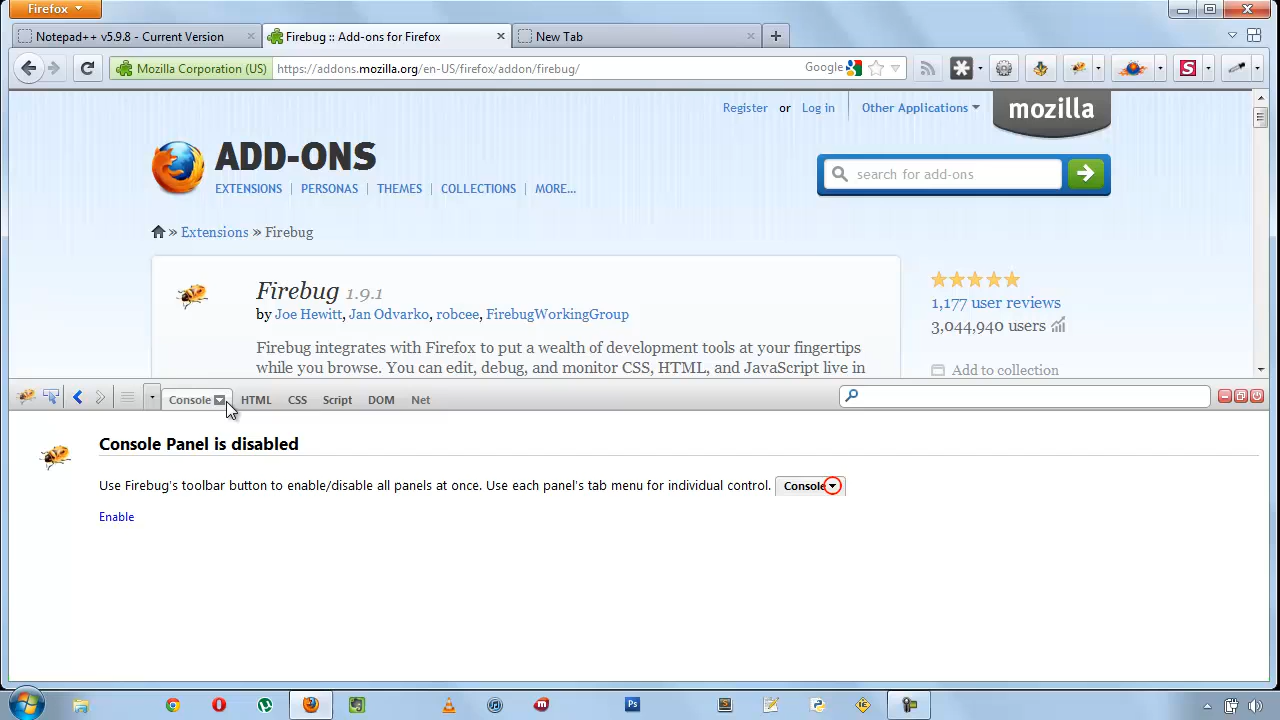 Firefox
Notepad++ v5.9.8 - Current Version
Firebug :: Add-ons for Firefox
New Tab
Mozilla Corporation (US)
https://addons.mozilla.org/en-US/firefox/addon/firebug/
Google
Register or Log in
Other Applications
mozilla
ADD-ONS
EXTENSIONS | PERSONAS | THEMES | COLLECTIONS | MORE...
search for add-ons
» Extensions » Firebug
Firebug 1.9.1
by Joe Hewitt, Jan Odvarko, robcee, FirebugWorkingGroup
Firebug integrates with Firefox to put a wealth of development tools at your fingertips
while you browse. You can edit, debug, and monitor CSS, HTML, and JavaScript live in
1,177 user reviews
3,044,940 users
Add to collection
Console HTML CSS Script DOM Net
Console Panel is disabled
Use Firebug's toolbar button to enable/disable all panels at once. Use each panel's tab menu for individual control. Console
Enable